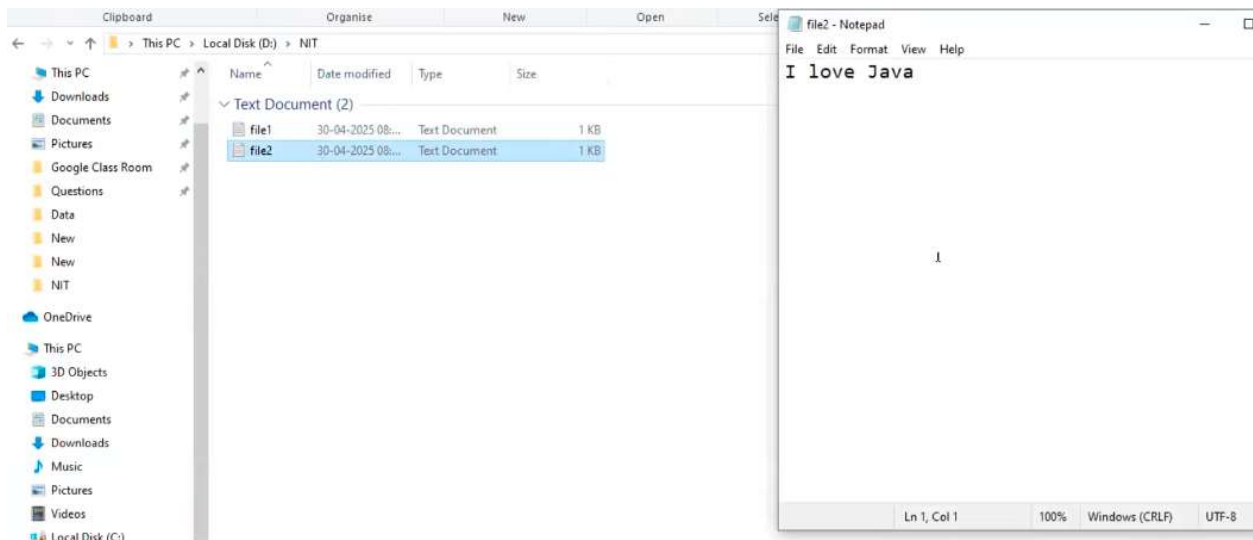 Clipboard
Organise
New
Open
Sele
This PC > Local Disk (D:) > NIT
This PC
Downloads
Documents
Pictures
Google Class Room
Questions
Data
New
New
NIT
OneDrive
This PC
3D Objects
Desktop
Documents
Downloads
Music
Pictures
Videos
Local Disk (C:)
Name Date modified Type Size
Text Document (2)
file1 30-04-2025 08:... Text Document 1 KB
file2 30-04-2025 08:... Text Document 1 KB
file2 - Notepad
File Edit Format View Help
I love Java
Ln 1, Col 1 100% Windows (CRLF) UTF-8